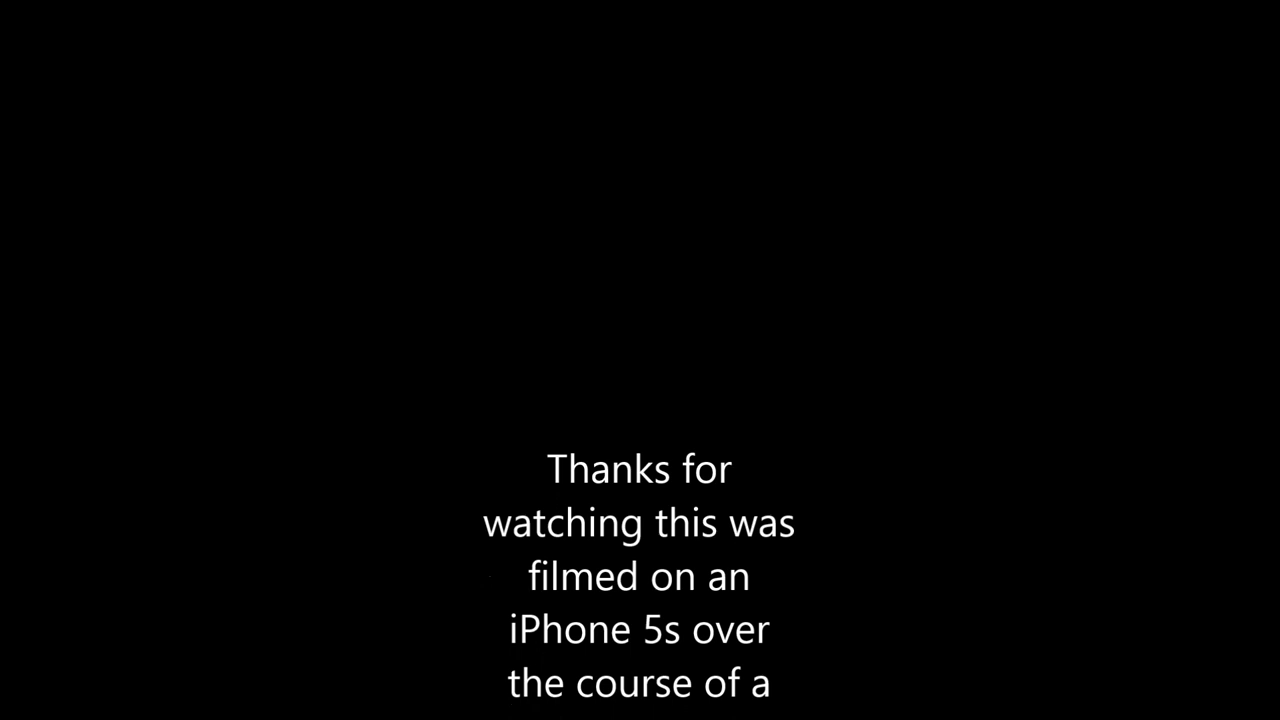 Thanks for
watching this was
filmed on an
iPhone 5s over
the course of a